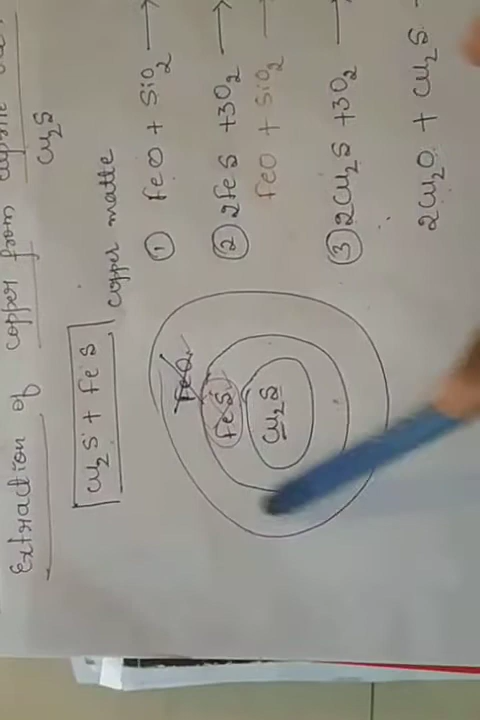 Extraction of copper from
Cu₂S
Cu₂S + FeS
copper matte
① FeO + SiO₂ →
② 2FeS + 3O₂ →
FeO + SiO₂ —
③ 2Cu₂S + 3O₂ →
2Cu₂O + Cu₂S -
FeO
FeS
Cu₂S